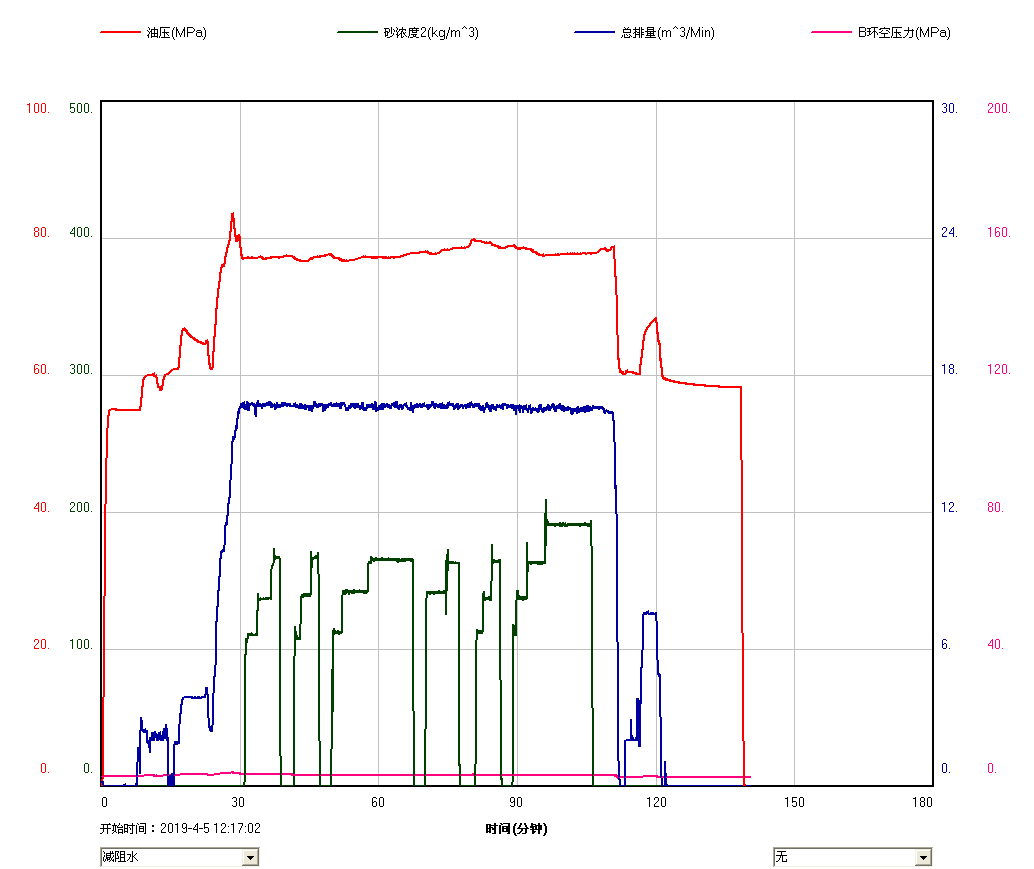 油压(MPa) 砂浓度2(kg/m^3) 总排量(m^3/Min) B环空压力(MPa)
100. 500. 30. 200.
80. 400. 24. 160.
60. 300. 18. 120.
40. 200. 12. 80.
20. 100. 6. 40.
0. 0. 0. 0.
0 30 60 90 120 150 180
开始时间：2019-4-5 12:17:02 时间(分钟)
减阻水 无